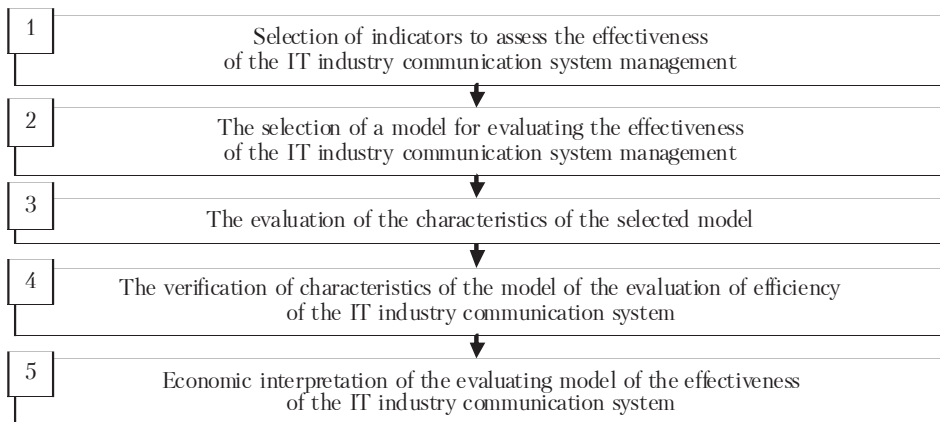 1
Selection of indicators to assess the effectiveness
of the IT industry communication system management
2
The selection of a model for evaluating the effectiveness
of the IT industry communication system management
3
The evaluation of the characteristics of the selected model
4
The verification of characteristics of the model of the evaluation of efficiency
of the IT industry communication system
5
Economic interpretation of the evaluating model of the effectiveness
of the IT industry communication system